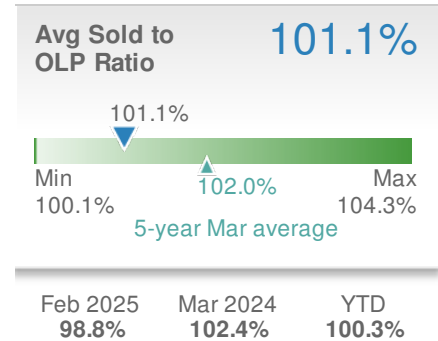 Avg Sold to 101.1%
OLP Ratio
101.1%
Min 102.0% Max
100.1% 104.3%
5-year Mar average
Feb 2025 Mar 2024 YTD
98.8% 102.4% 100.3%